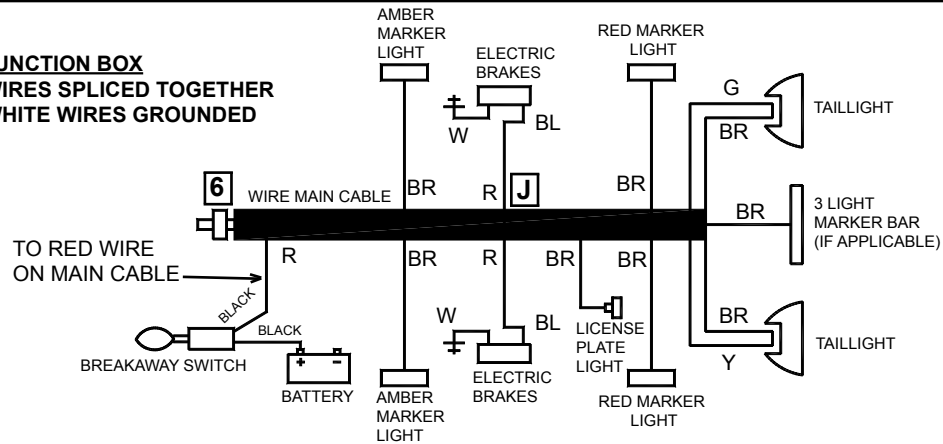 AMBER
MARKER
LIGHT
ELECTRIC
BRAKES
RED MARKER
LIGHT
UNCTION BOX
WIRES SPLICED TOGETHER
WHITE WIRES GROUNDED
W
BL
G
BR
TAILLIGHT
6
WIRE MAIN CABLE
BR
R
J
BR
BR
3 LIGHT
MARKER BAR
(IF APPLICABLE)
TO RED WIRE
ON MAIN CABLE
R
BR
R
BR
BR
BLACK
BLACK
BREAKAWAY SWITCH
+ -
BATTERY
W
BL
LICENSE
PLATE
LIGHT
BR
Y
TAILLIGHT
AMBER
MARKER
LIGHT
ELECTRIC
BRAKES
RED MARKER
LIGHT